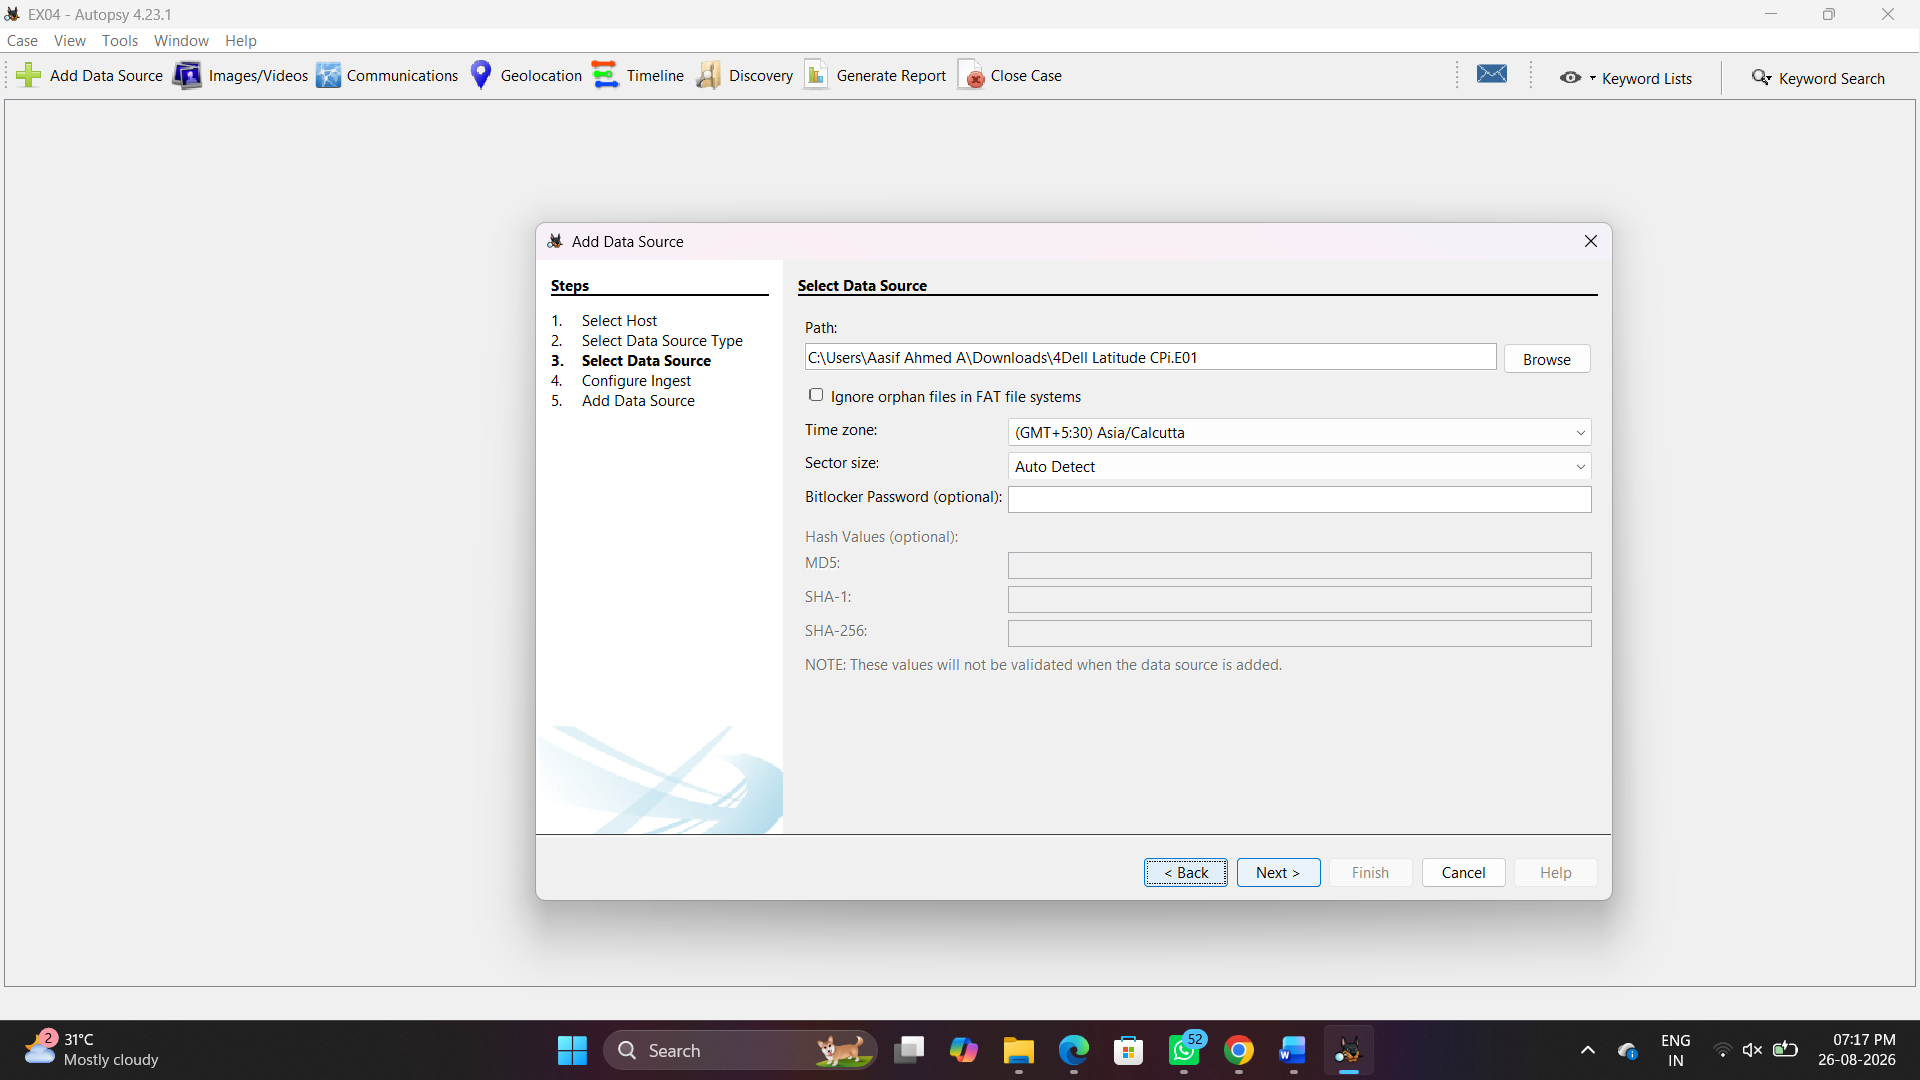 EX04 - Autopsy 4.23.1
Case View Tools Window Help
Add Data Source Images/Videos Communications Geolocation Timeline Discovery Generate Report Close Case Keyword Lists Keyword Search
Add Data Source
Steps
1. Select Host
2. Select Data Source Type
3. Select Data Source
4. Configure Ingest
5. Add Data Source
Select Data Source
Path:
C:\Users\Aasif Ahmed A\Downloads\4Dell Latitude CPi.E01
Browse
Ignore orphan files in FAT file systems
Time zone: (GMT+5:30) Asia/Calcutta
Sector size: Auto Detect
Bitlocker Password (optional):
Hash Values (optional):
MD5:
SHA-1:
SHA-256:
NOTE: These values will not be validated when the data source is added.
< Back Next > Finish Cancel Help
2
31°C
Mostly cloudy
Search
52
W
ENG
IN
07:17 PM
26-08-2026